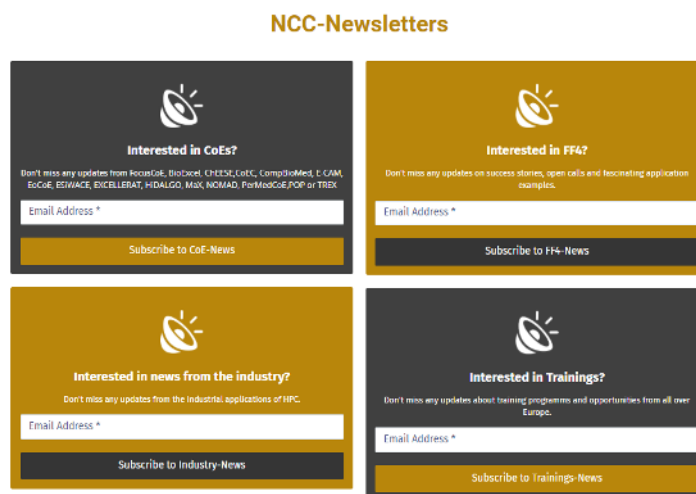 NCC-Newsletters
Interested in CoEs?
Don't miss any updates from FocusCoE, BioExcel, ChEESE,CoEC, CompBioMed, E-CAM,
EoCoE, ESiWACE, EXCELLERAT, HiDALGO, MaX, NOMAD, PerMedCoE,POP or TREX
Email Address *
Subscribe to CoE-News
Interested in FF4?
Don't miss any updates on success stories, open calls and fascinating application
examples.
Email Address *
Subscribe to FF4-News
Interested in news from the industry?
Don't miss any updates from the industrial applications of HPC.
Email Address *
Subscribe to Industry-News
Interested in Trainings?
Don't miss any updates about training programms and opportunities from all over
Europe.
Email Address *
Subscribe to Trainings-News